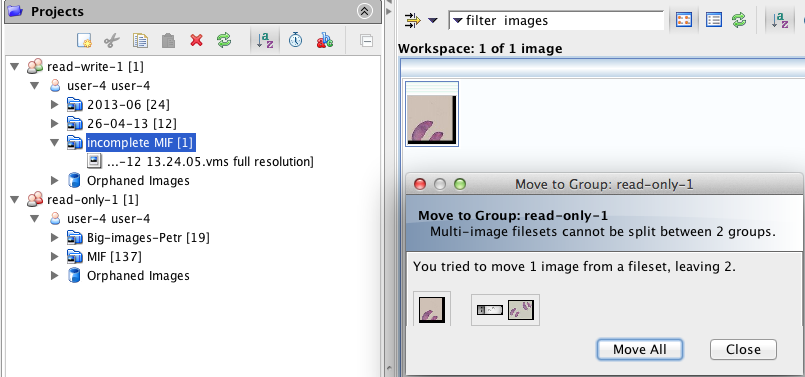 Projects
read-write-1 [1]
user-4 user-4
2013-06 [24]
26-04-13 [12]
incomplete MIF [1]
...-12 13.24.05.vms full resolution]
Orphaned Images
read-only-1 [1]
user-4 user-4
Big-images-Petr [19]
MIF [137]
Orphaned Images
filter images
Workspace: 1 of 1 image
Move to Group: read-only-1
Move to Group: read-only-1
Multi-image filesets cannot be split between 2 groups.
You tried to move 1 image from a fileset, leaving 2.
Move All
Close